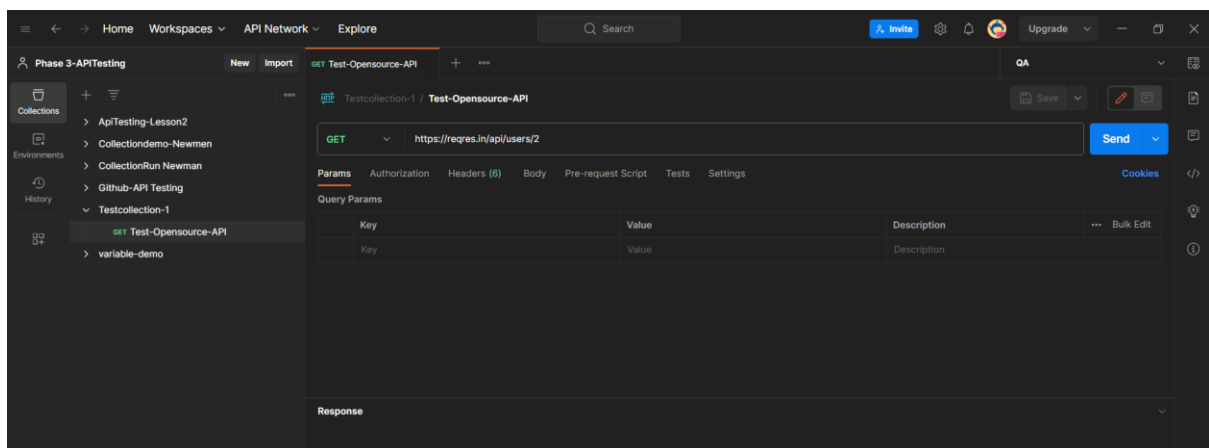 Home Workspaces API Network Explore Search Invite Upgrade
Phase 3-APITesting New Import GET Test-Opensource-API QA
Collections
Environments
History
ApiTesting-Lesson2
Collectiondemo-Newmen
CollectionRun Newman
Github-API Testing
Testcollection-1
GET Test-Opensource-API
variable-demo
HTTP Testcollection-1 / Test-Opensource-API Save
GET https://reqres.in/api/users/2 Send
Params Authorization Headers (6) Body Pre-request Script Tests Settings Cookies
Query Params
Key Value Description Bulk Edit
Key Value Description
Response